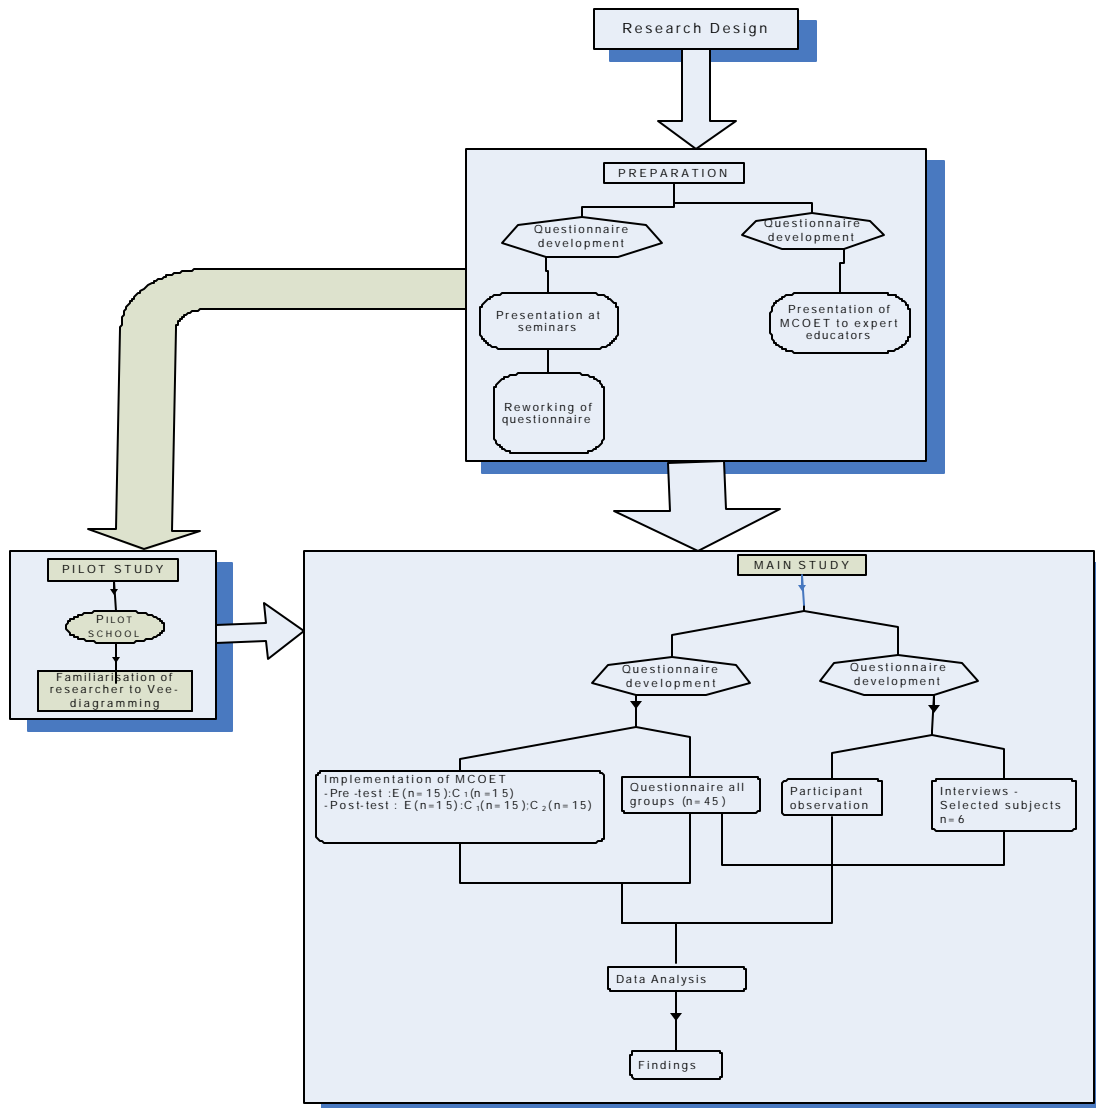 Research Design
PREPARATION
Questionnaire
development
Questionnaire
development
Presentation at
seminars
Presentation of
MCOET to expert
educators
Reworking of
questionnaire
PILOT STUDY
PILOT
SCHOOL
Familiarisation of
researcher to Vee-
diagramming
MAIN STUDY
Questionnaire
development
Questionnaire
development
Implementation of MCOET
-Pre -test :E(n=15):C₁(n=15)
-Post-test : E(n=15):C₁(n=15):C₂(n=15)
Questionnaire all
groups (n=45)
Participant
observation
Interviews -
Selected subjects
n=6
Data Analysis
Findings